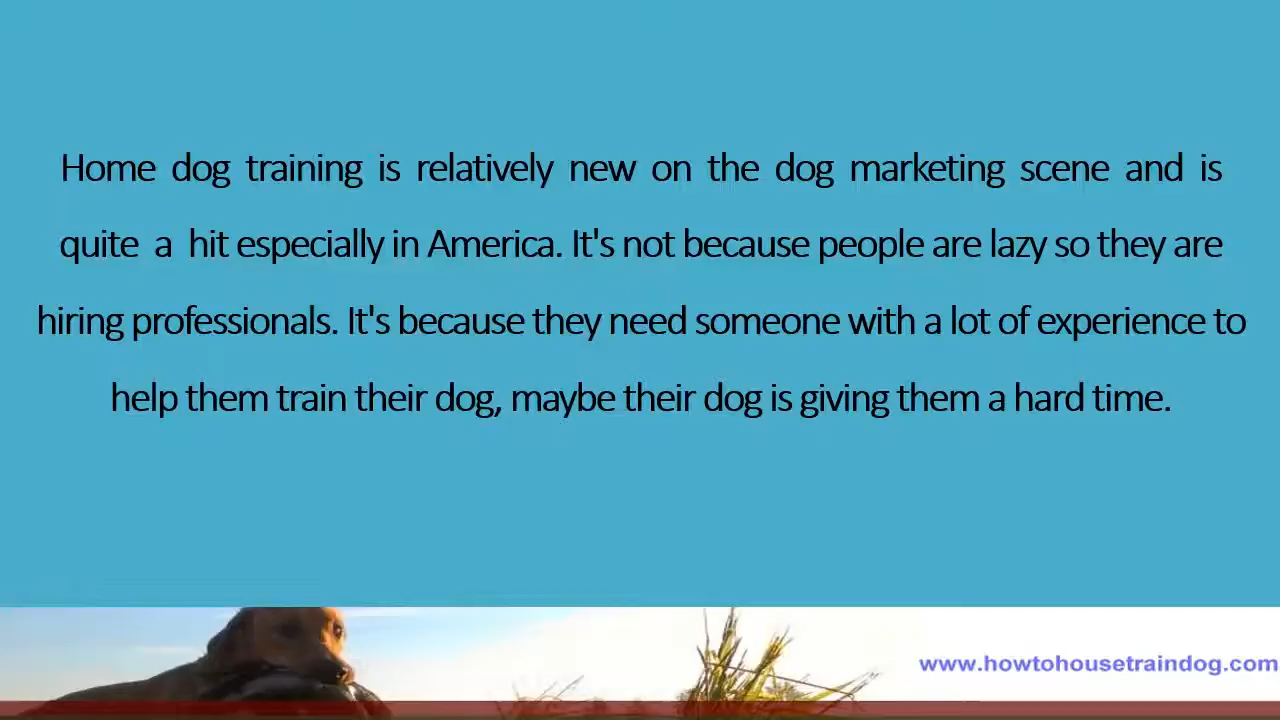 Home dog training is relatively new on the dog marketing scene and is
quite a hit especially in America. It's not because people are lazy so they are
hiring professionals. It's because they need someone with a lot of experience to
help them train their dog, maybe their dog is giving them a hard time.
www.howtohousetraindog.com